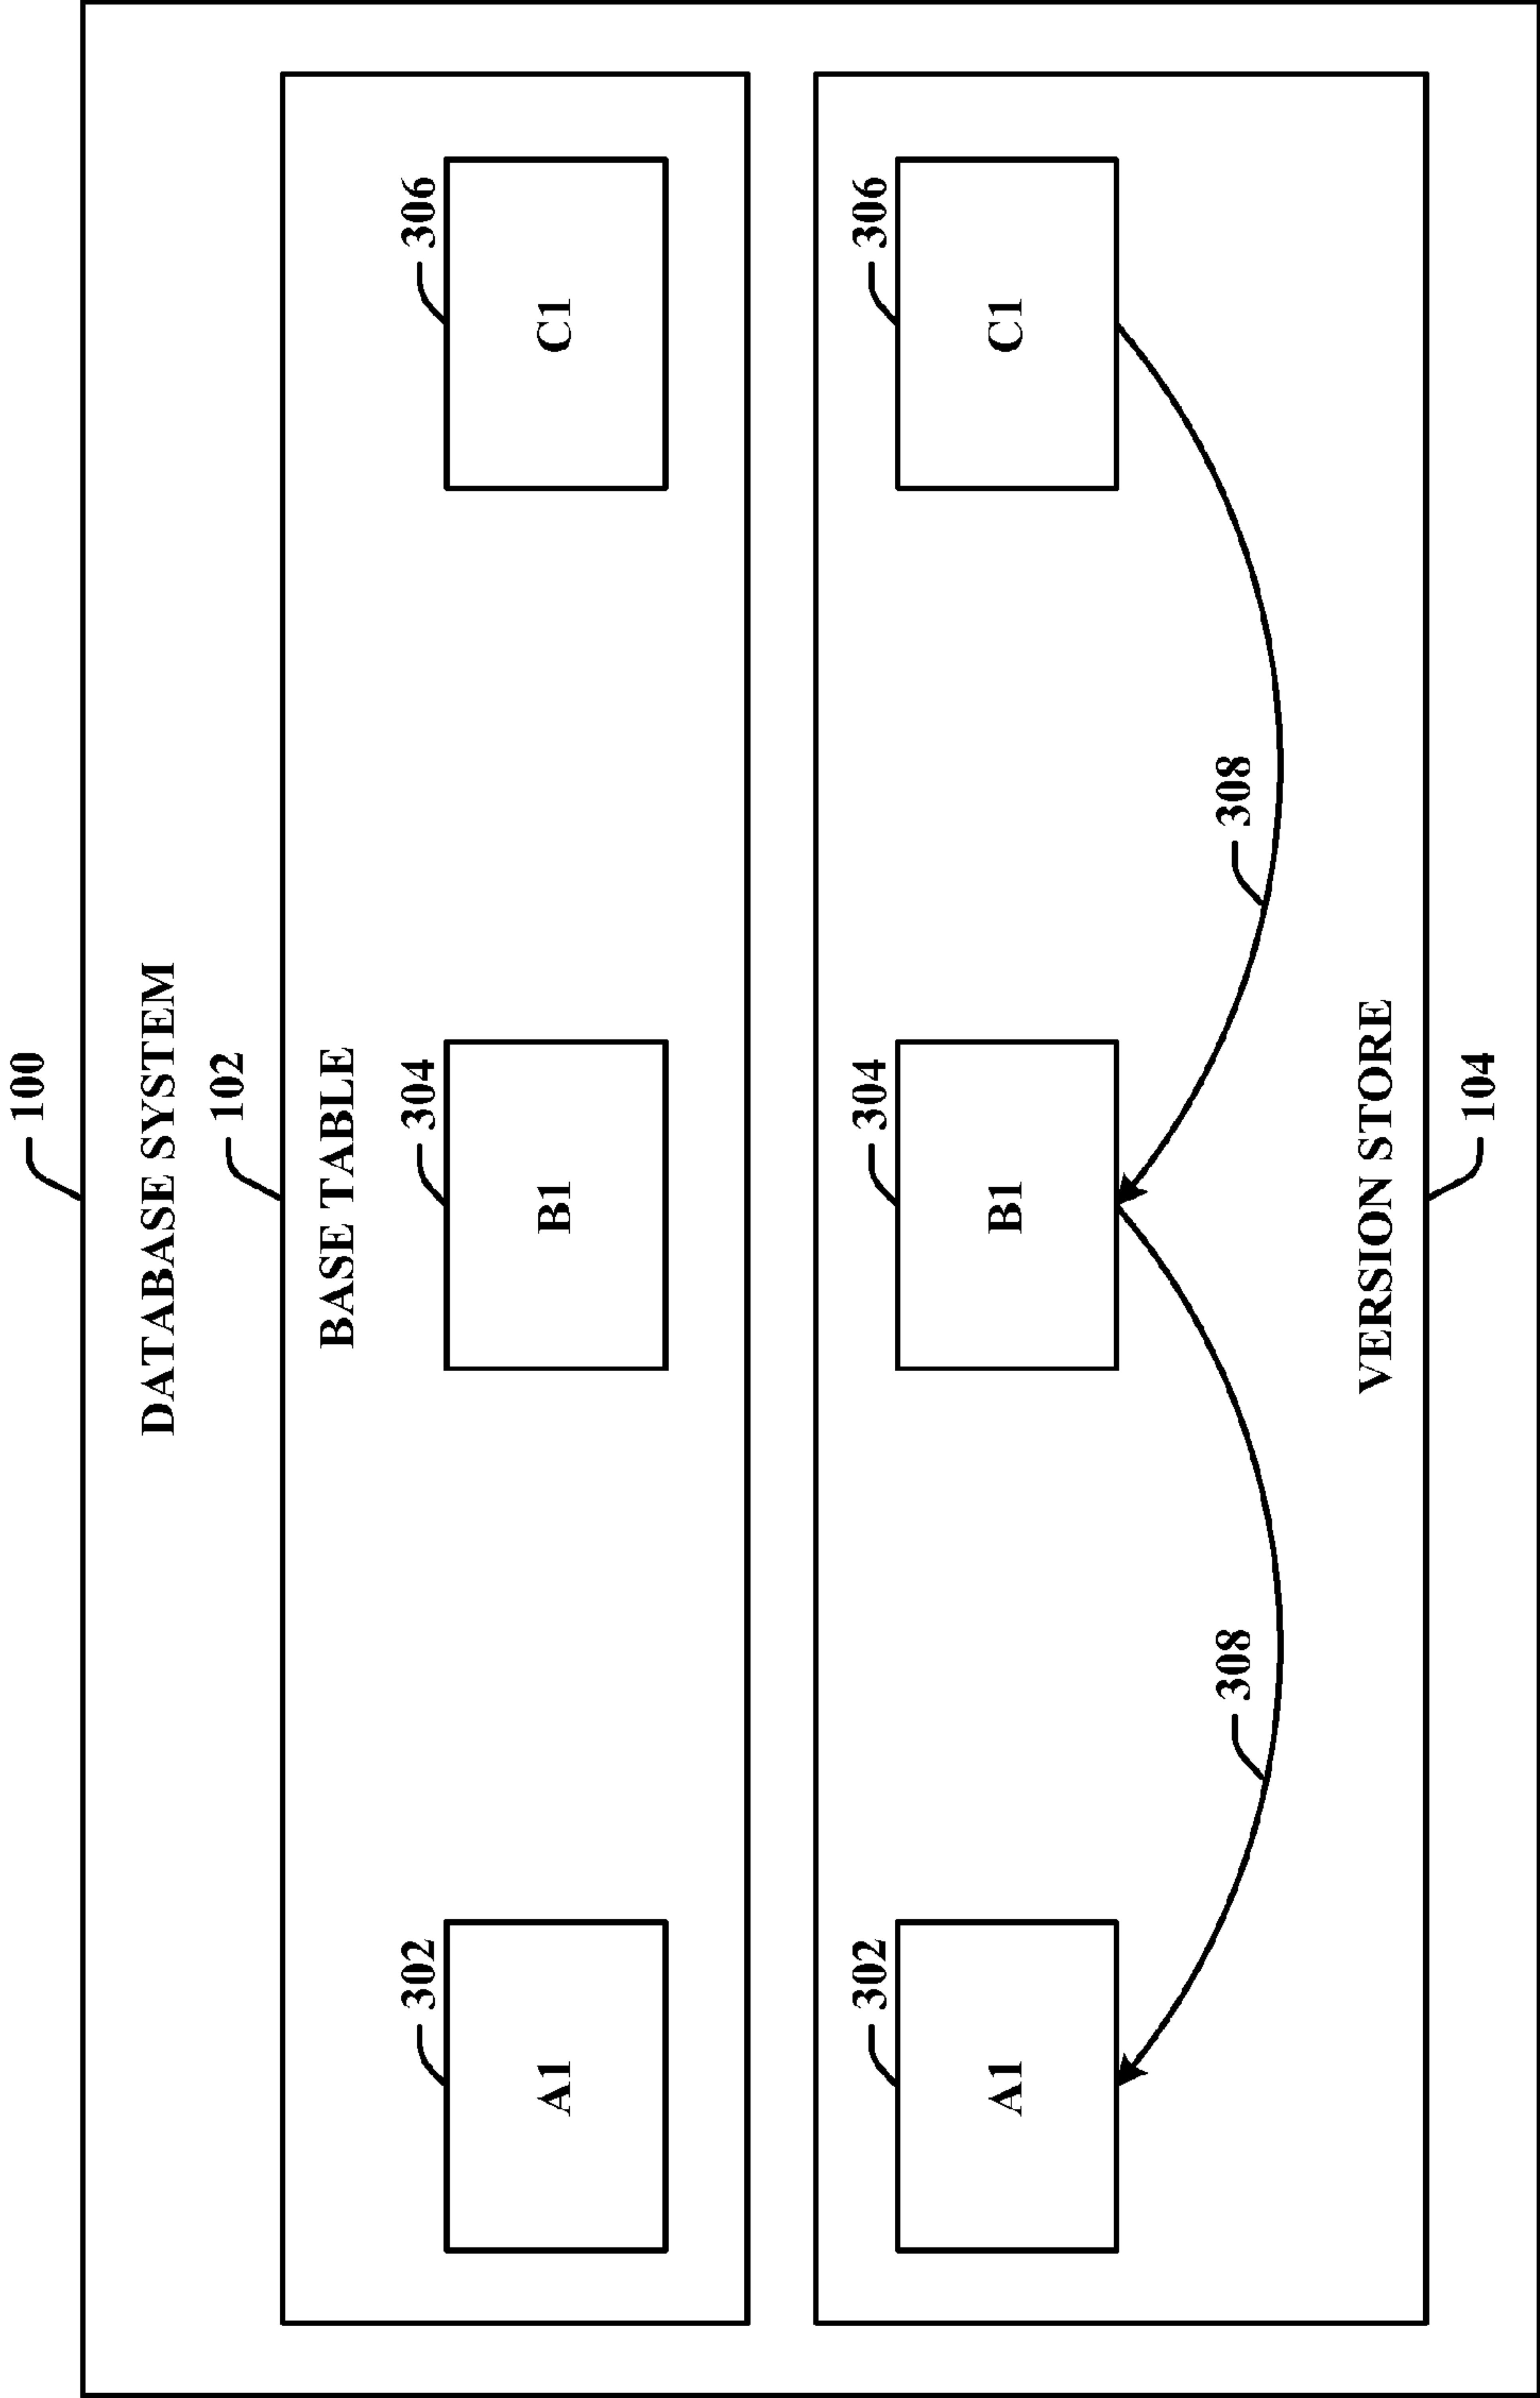 100
DATABASE SYSTEM
102
BASE TABLE
302
304
306
A1
B1
C1
302
304
306
A1
B1
C1
308
308
VERSION STORE
104